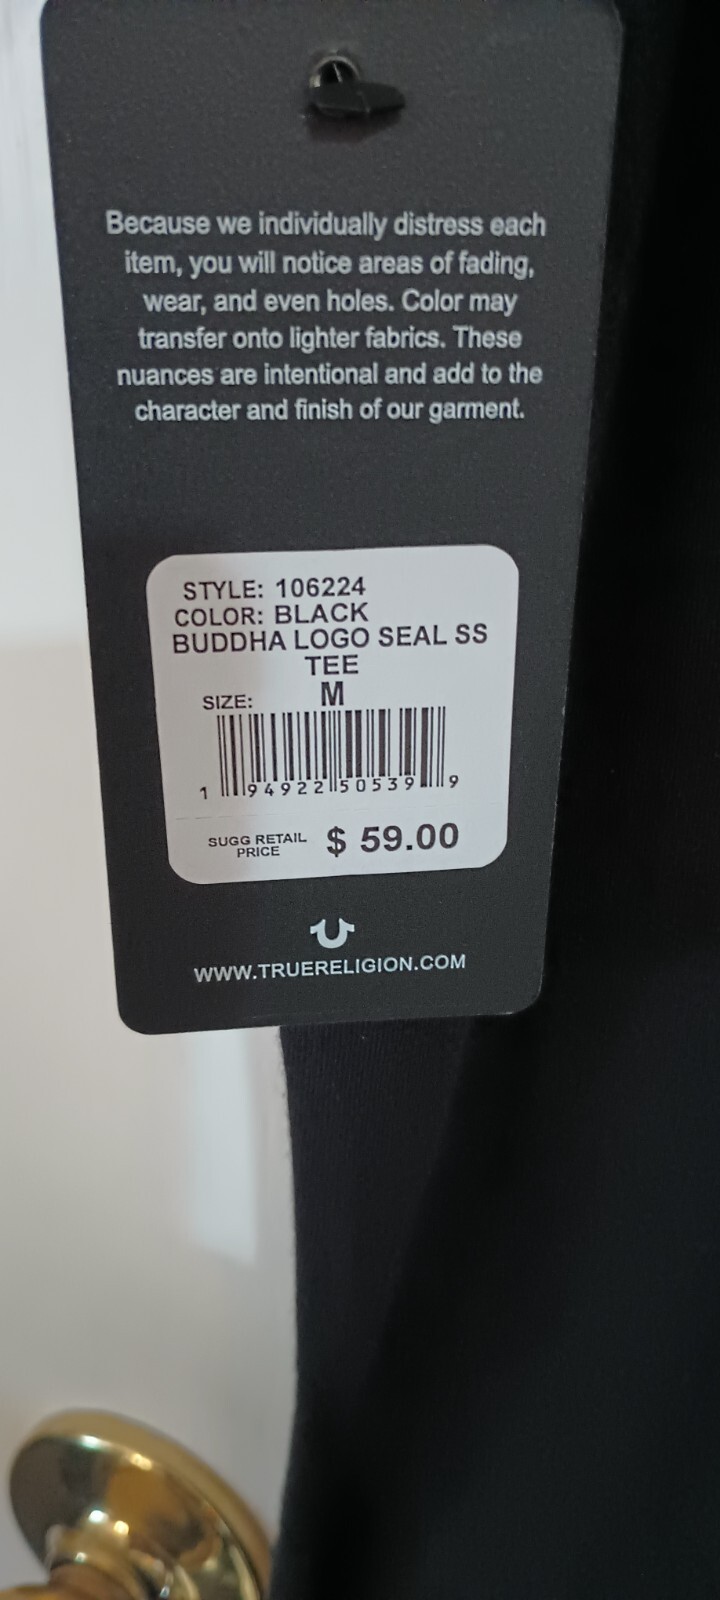 Because we individually distress each
item, you will notice areas of fading,
wear, and even holes. Color may
transfer onto lighter fabrics. These
nuances are intentional and add to the
character and finish of our garment.
STYLE: 106224
COLOR: BLACK
BUDDHA LOGO SEAL SS
TEE
SIZE: M
1 94922 50539 9
SUGG RETAIL
PRICE $ 59.00
WWW.TRUERELIGION.COM